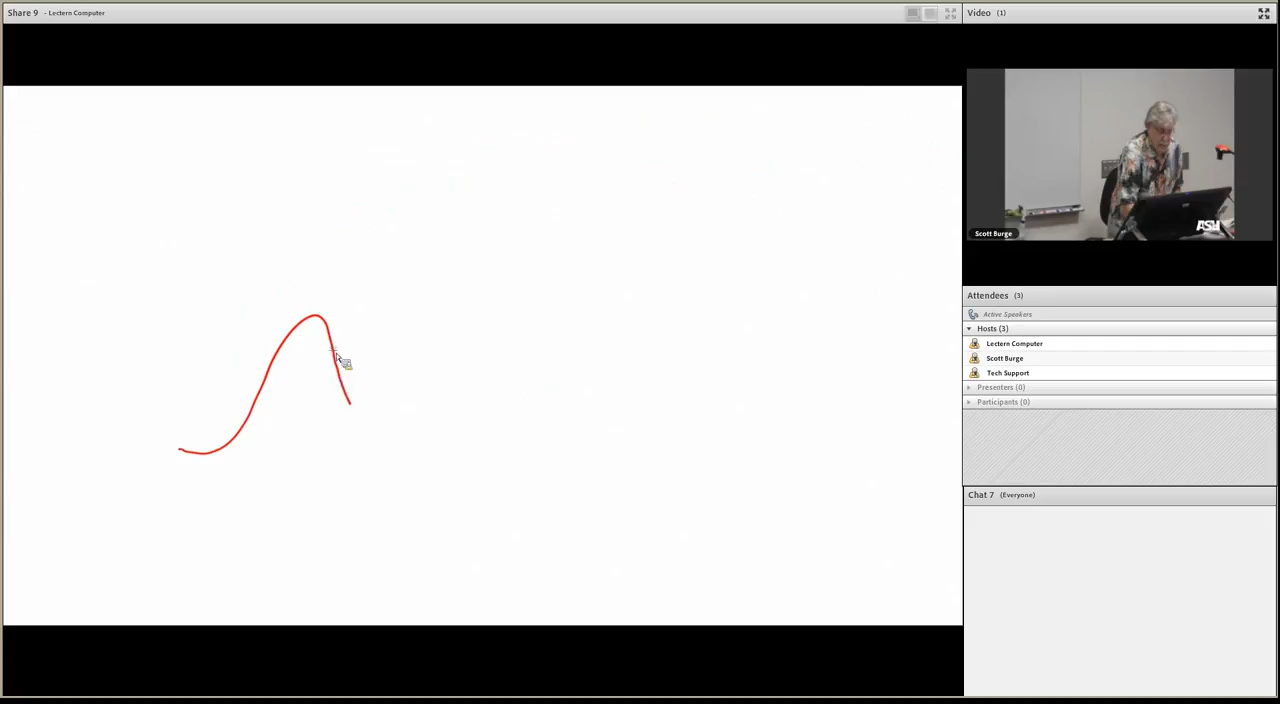 Share 9 - Lectern Computer
Video (1)
Scott Burge
ASU
Attendees (3)
Active Speakers
Hosts (3)
Lectern Computer
Scott Burge
Tech Support
Presenters (0)
Participants (0)
Chat 7 (Everyone)